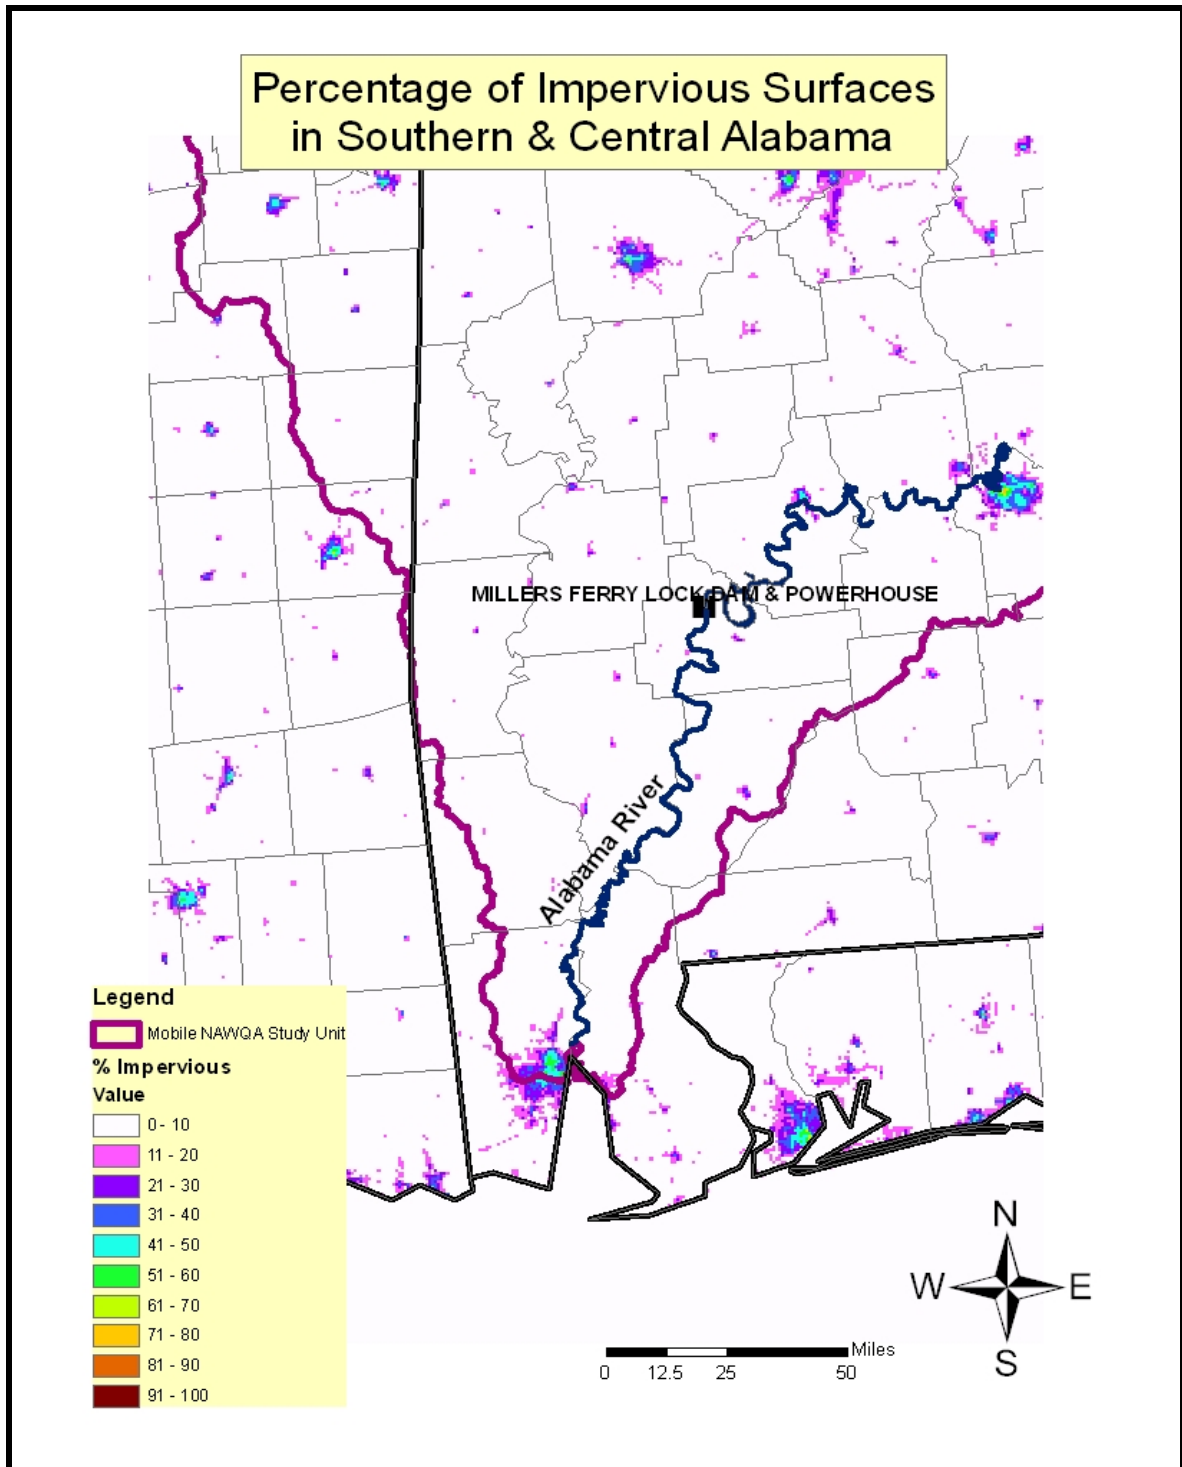 Percentage of Impervious Surfaces
in Southern & Central Alabama
MILLERS FERRY LOCK DAM & POWERHOUSE
Alabama River
Legend
Mobile NAWQA Study Unit
% Impervious
Value
0 - 10
11 - 20
21 - 30
31 - 40
41 - 50
51 - 60
61 - 70
71 - 80
81 - 90
91 - 100
N
W E
S
Miles
0 12.5 25 50